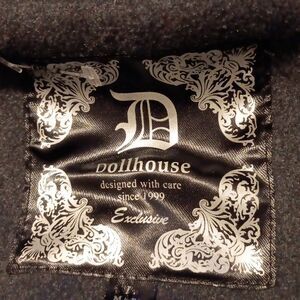 D
Dollhouse
designed with care
since 1999
Exclusive